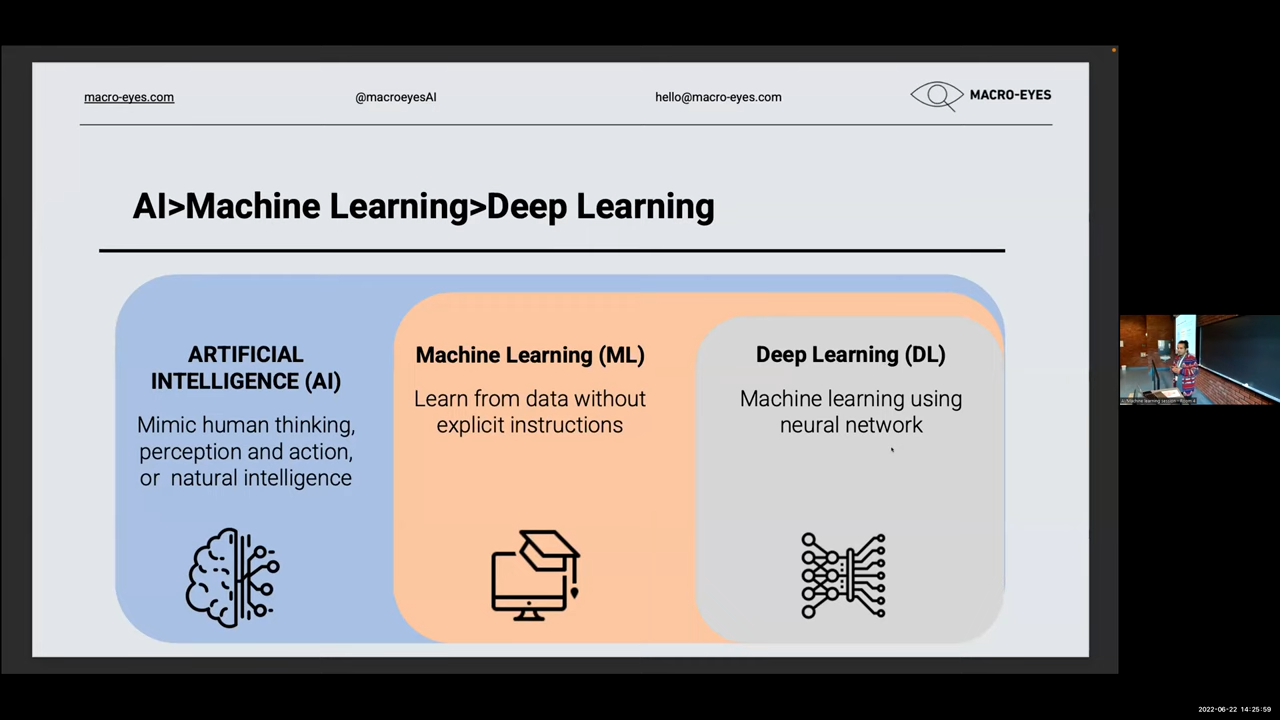 macro-eyes.com
@macroeyesAI
hello@macro-eyes.com
MACRO-EYES
AI>Machine Learning>Deep Learning
ARTIFICIAL
INTELLIGENCE (AI)
Mimic human thinking,
perception and action,
or natural intelligence
Machine Learning (ML)
Learn from data without
explicit instructions
Deep Learning (DL)
Machine learning using
neural network
2022-06-22 14:25:59